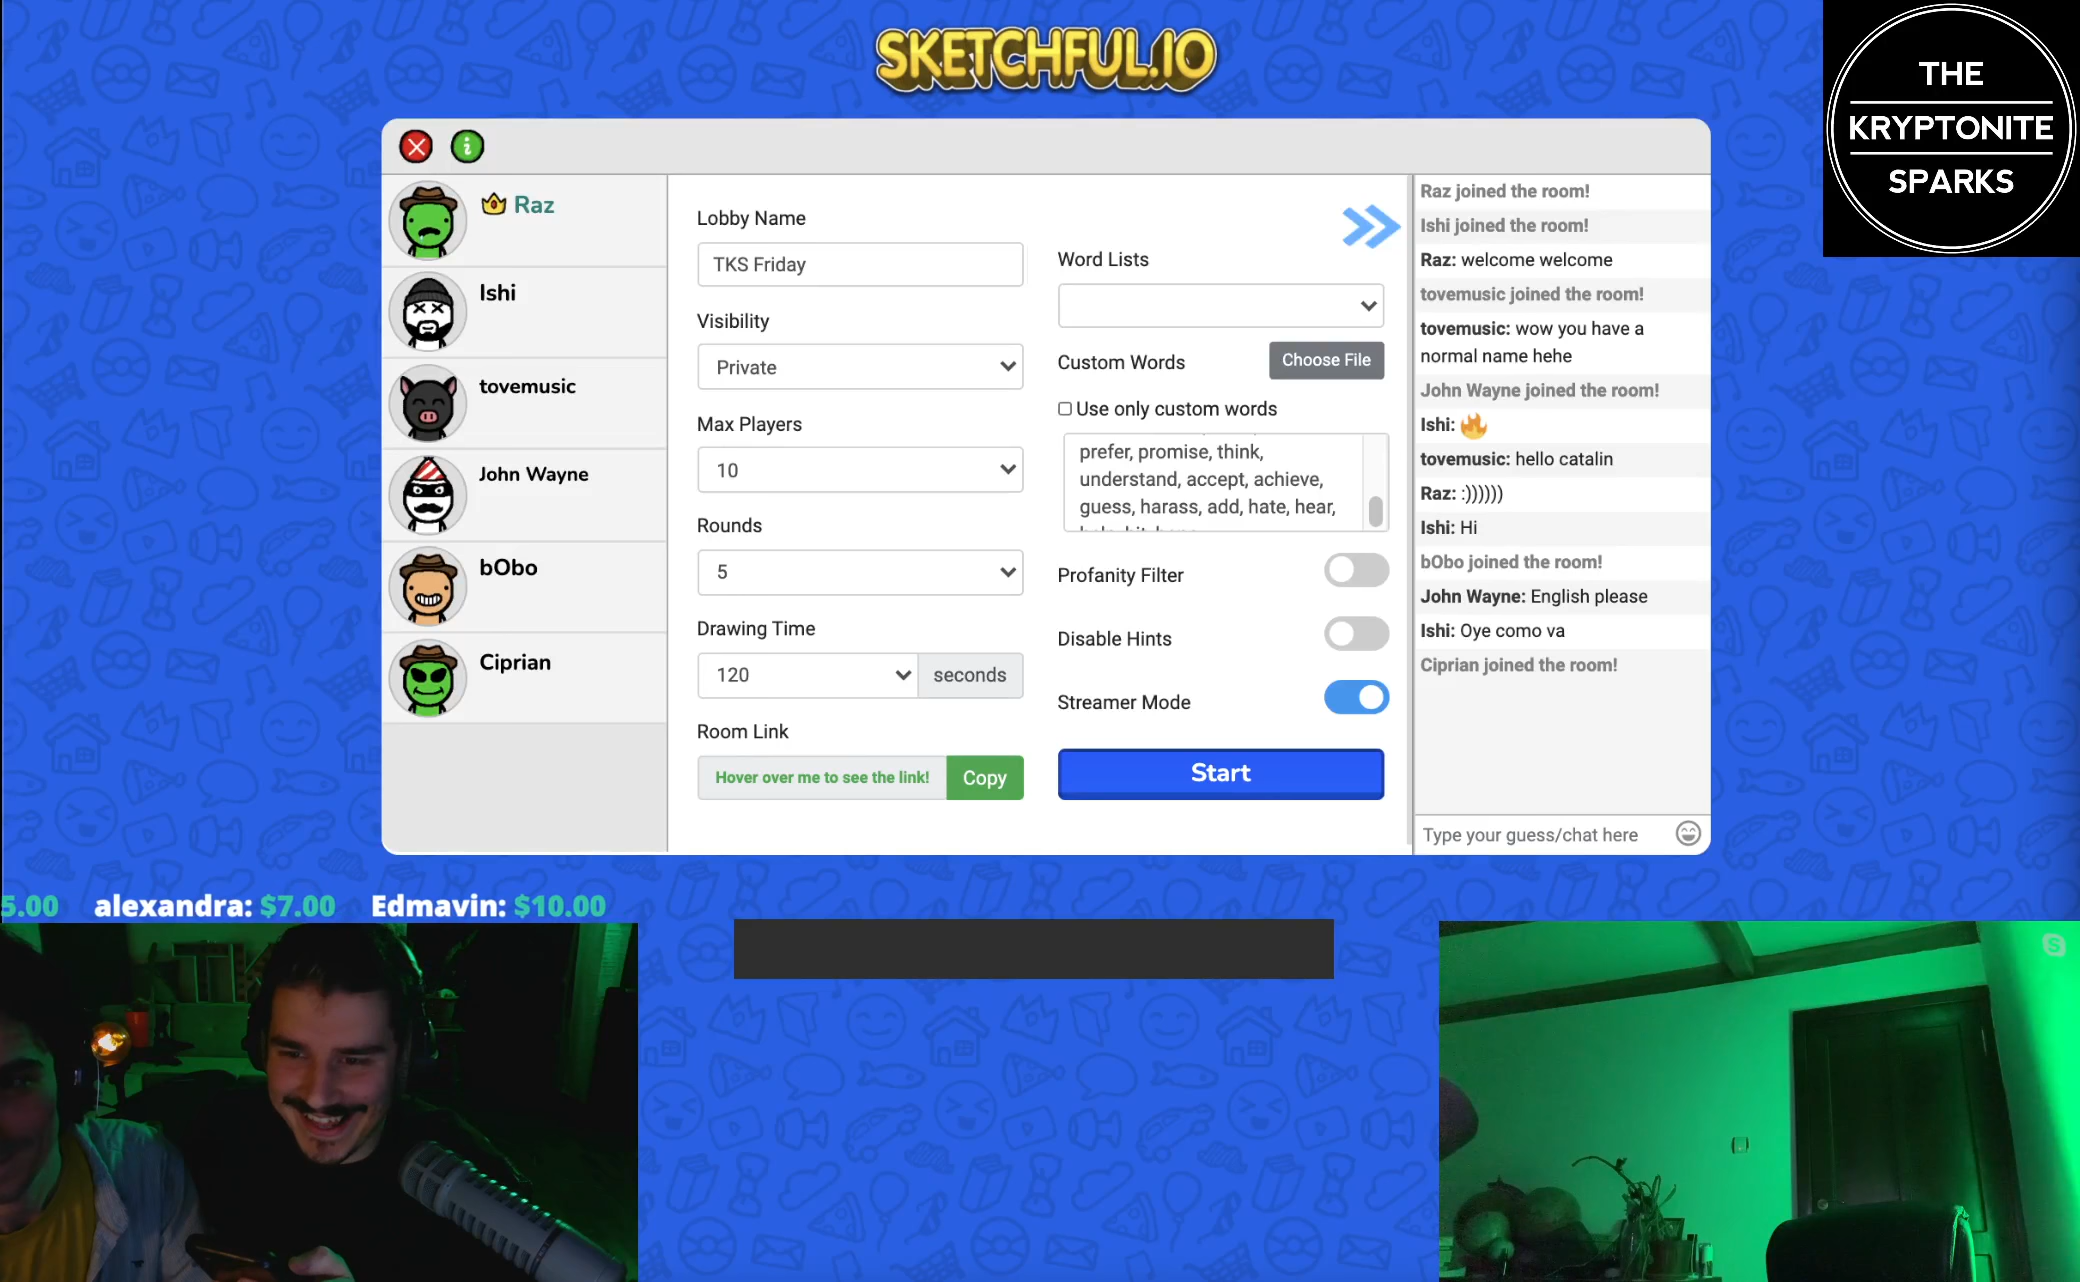 SKETCHFUL.IO
THE
KRYPTONITE
SPARKS
Raz
Ishi
tovemusic
John Wayne
bObo
Ciprian
Lobby Name
TKS Friday
Visibility
Private
Max Players
10
Rounds
5
Drawing Time
120
seconds
Room Link
Hover over me to see the link!
Copy
Word Lists
Custom Words
Choose File
Use only custom words
prefer, promise, think,
understand, accept, achieve,
guess, harass, add, hate, hear,
Profanity Filter
Disable Hints
Streamer Mode
Start
Raz joined the room!
Ishi joined the room!
Raz: welcome welcome
tovemusic joined the room!
tovemusic: wow you have a
normal name hehe
John Wayne joined the room!
Ishi: 🔥
tovemusic: hello catalin
Raz: :))))))
Ishi: Hi
bObo joined the room!
John Wayne: English please
Ishi: Oye como va
Ciprian joined the room!
Type your guess/chat here
5.00 alexandra: $7.00 Edmavin: $10.00